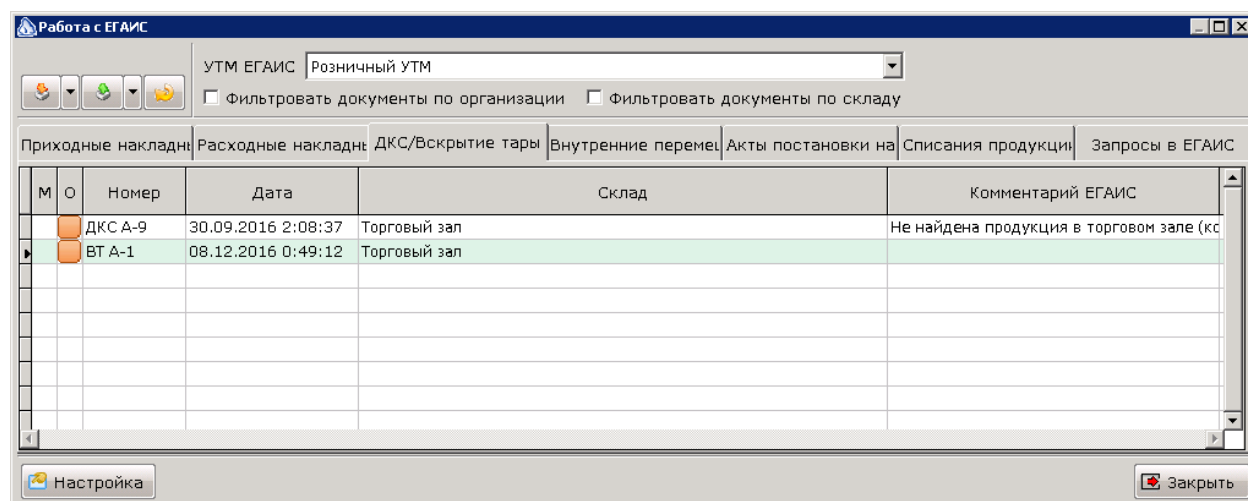 Работа с ЕГАИС
УТМ ЕГАИС Розничный УТМ
Фильтровать документы по организации Фильтровать документы по складу
Приходные накладны Расходные накладны ДКС/Вскрытие тары Внутренние перемец Акты постановки на Списания продукции Запросы в ЕГАИС
М О Номер Дата Склад Комментарий ЕГАИС
ДКС А-9 30.09.2016 2:08:37 Торговый зал Не найдена продукция в торговом зале (кс
ВТ А-1 08.12.2016 0:49:12 Торговый зал
Настройка Закрыть